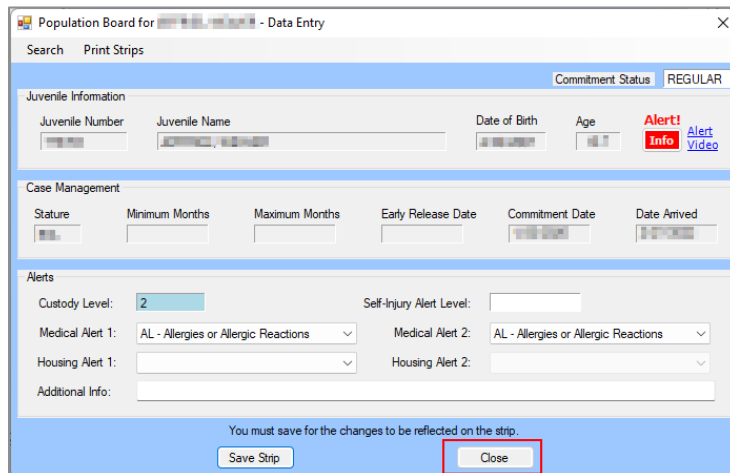 Population Board for - Data Entry
Search Print Strips
Commitment Status REGULAR
Juvenile Information
Juvenile Number Juvenile Name Date of Birth Age Alert!
Info Alert Video
Case Management
Stature Minimum Months Maximum Months Early Release Date Commitment Date Date Arrived
Alerts
Custody Level: 2 Self-Injury Alert Level:
Medical Alert 1: AL - Allergies or Allergic Reactions Medical Alert 2: AL - Allergies or Allergic Reactions
Housing Alert 1: Housing Alert 2:
Additional Info:
You must save for the changes to be reflected on the strip.
Save Strip Close